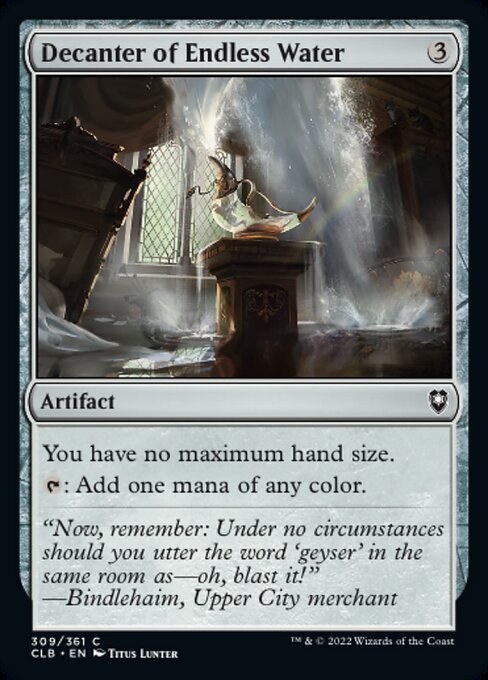 Decanter of Endless Water 3
Artifact
You have no maximum hand size.
: Add one mana of any color.
“Now, remember: Under no circumstances
should you utter the word ‘geyser’ in the
same room as—oh, blast it!”
—Bindlehaim, Upper City merchant
309/361 C
™ & © 2022 Wizards of the Coast
CLB • EN Titus Lunter